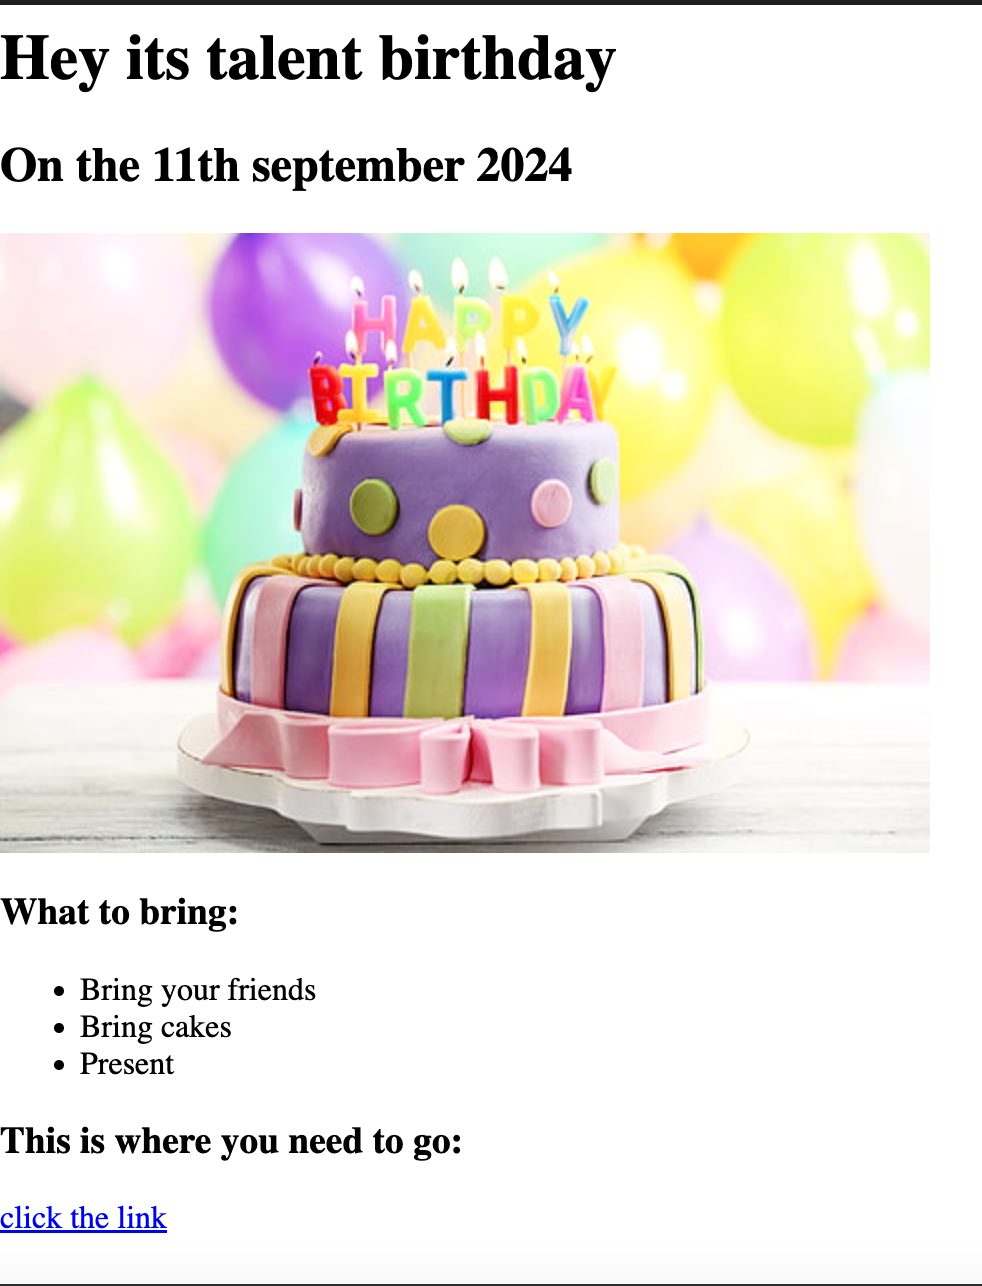 Hey its talent birthday
On the 11th september 2024
HAPPY
BIRTHDAY
What to bring:
Bring your friends
Bring cakes
Present
This is where you need to go:
click the link